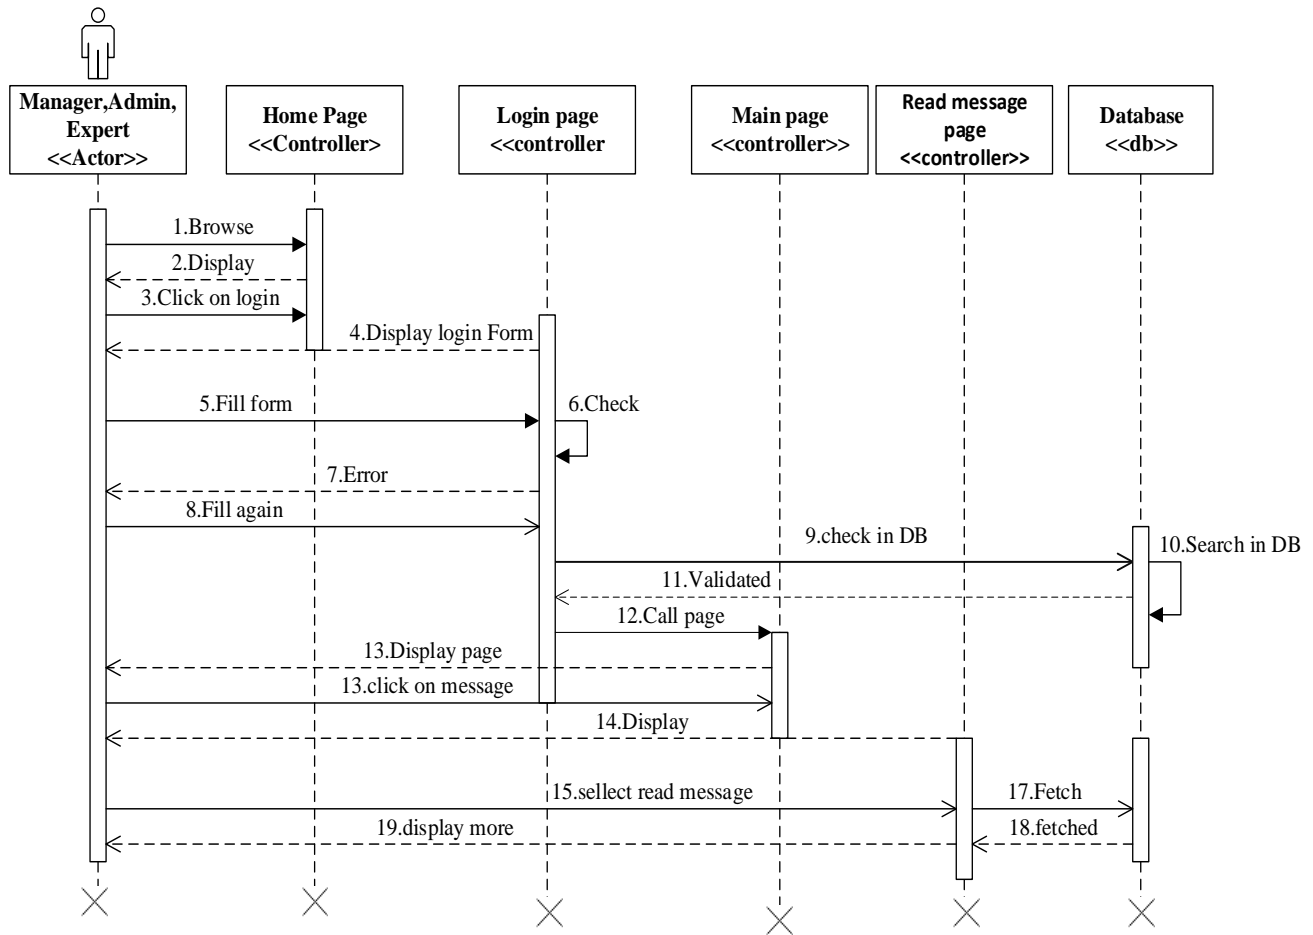 Manager,Admin,
Expert
<<Actor>>
Home Page
<<Controller>
Login page
<<controller
Main page
<<controller>>
Read message
page
<<controller>>
Database
<<db>>
1.Browse
2.Display
3.Click on login
4.Display login Form
5.Fill form
6.Check
7.Error
8.Fill again
9.check in DB
10.Search in DB
11.Validated
12.Call page
13.Display page
13.click on message
14.Display
15.sellect read message
17.Fetch
19.display more
18.fetched